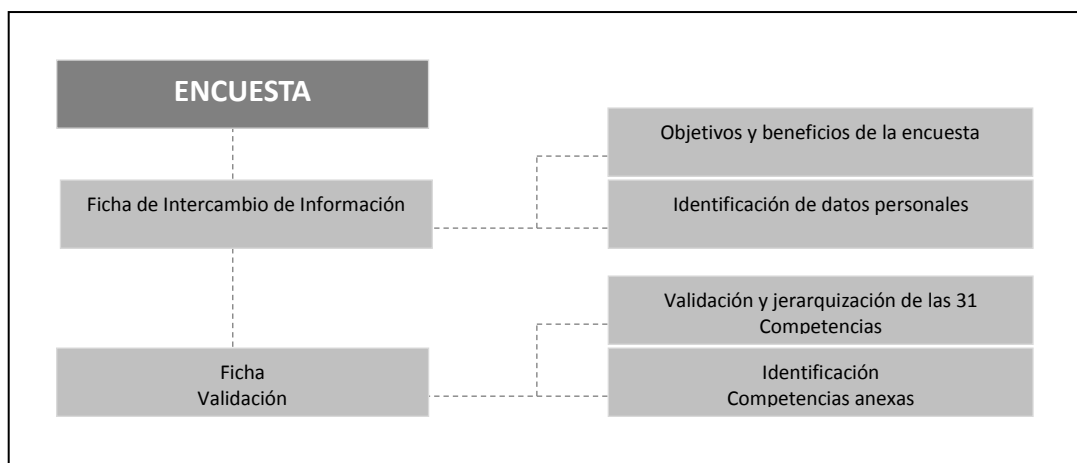 ENCUESTA
Objetivos y beneficios de la encuesta
Ficha de Intercambio de Información
Identificación de datos personales
Validación y jerarquización de las 31
Competencias
Ficha
Validación
Identificación
Competencias anexas